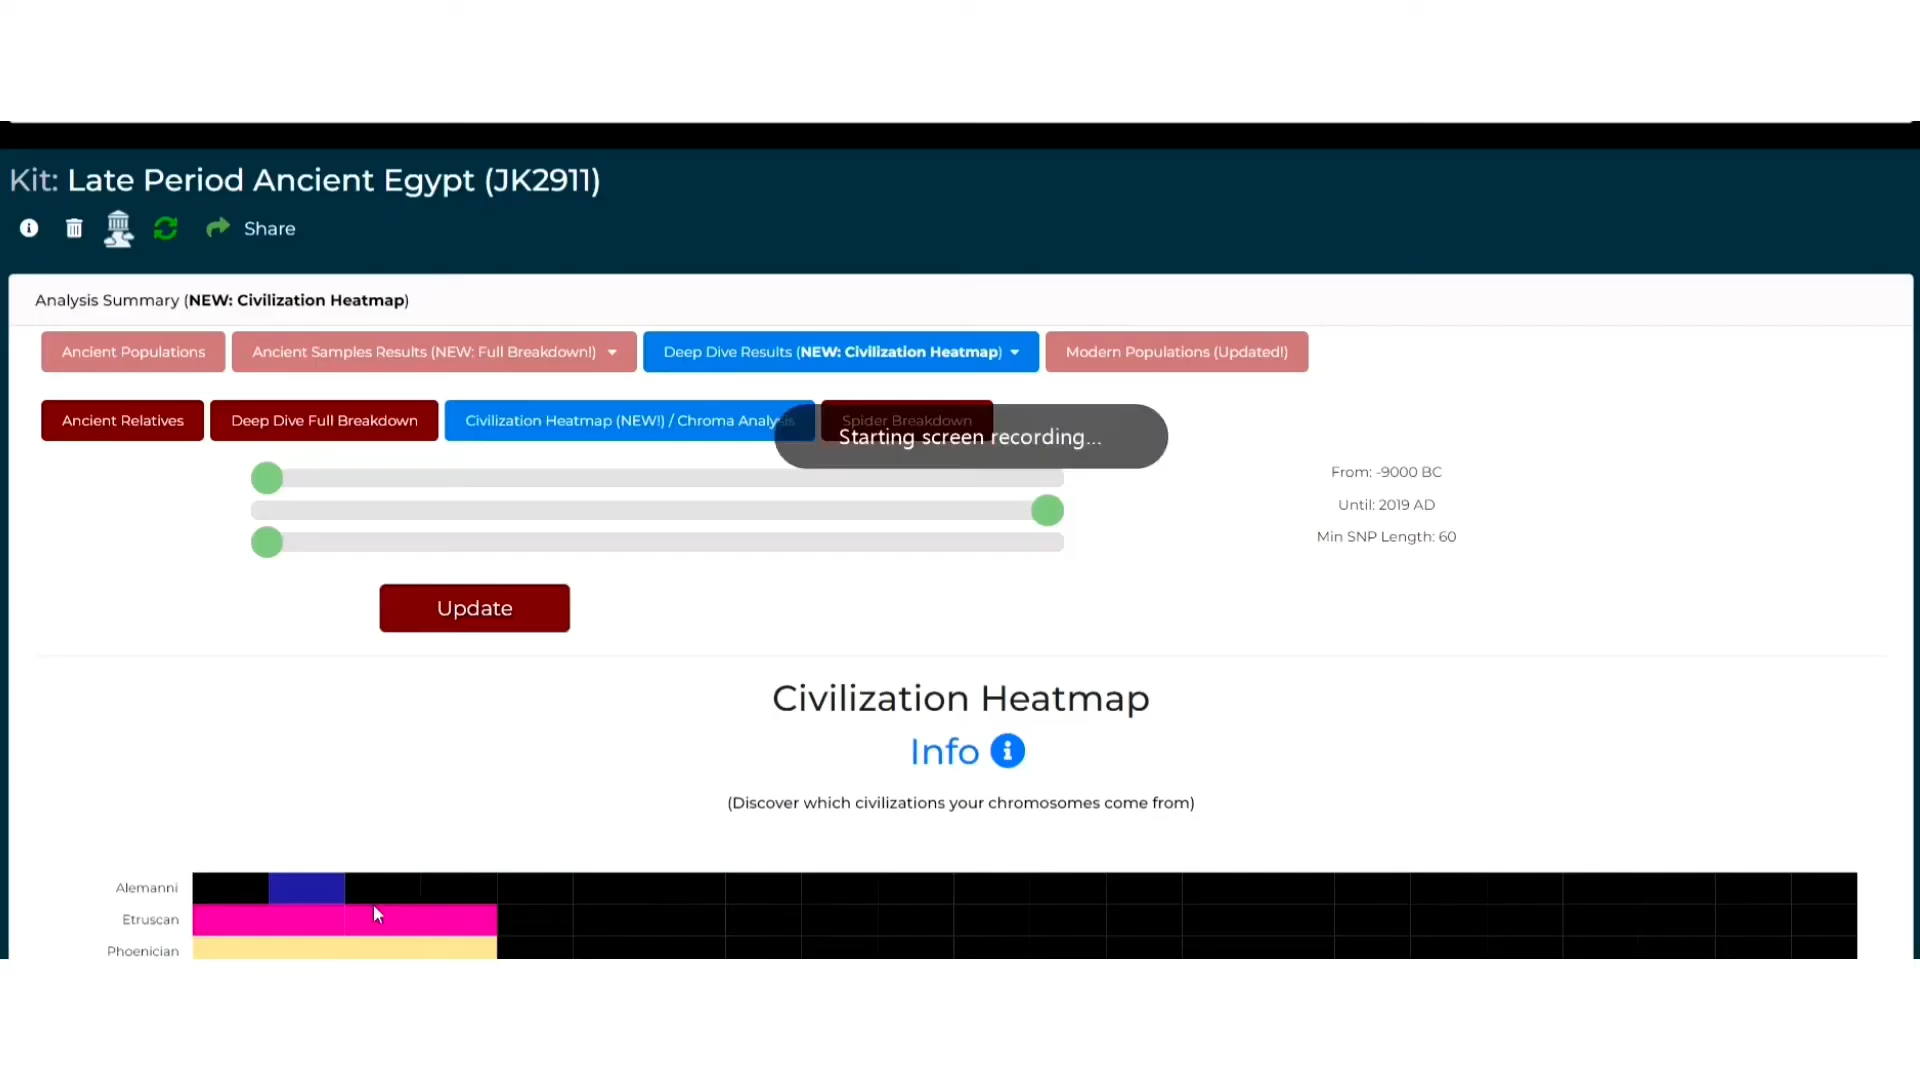 Kit: Late Period Ancient Egypt (JK2911)
Share
Analysis Summary (NEW: Civilization Heatmap)
Ancient Populations
Ancient Samples Results (NEW: Full Breakdown!)
Deep Dive Results (NEW: Civilization Heatmap)
Modern Populations (Updated!)
Ancient Relatives
Deep Dive Full Breakdown
Civilization Heatmap (NEW!) / Chroma Analysis
Spider Breakdown
Starting screen recording...
From: -9000 BC
Until: 2019 AD
Min SNP Length: 60
Update
Civilization Heatmap
Info
(Discover which civilizations your chromosomes come from)
Alemanni
Etruscan
Phoenician